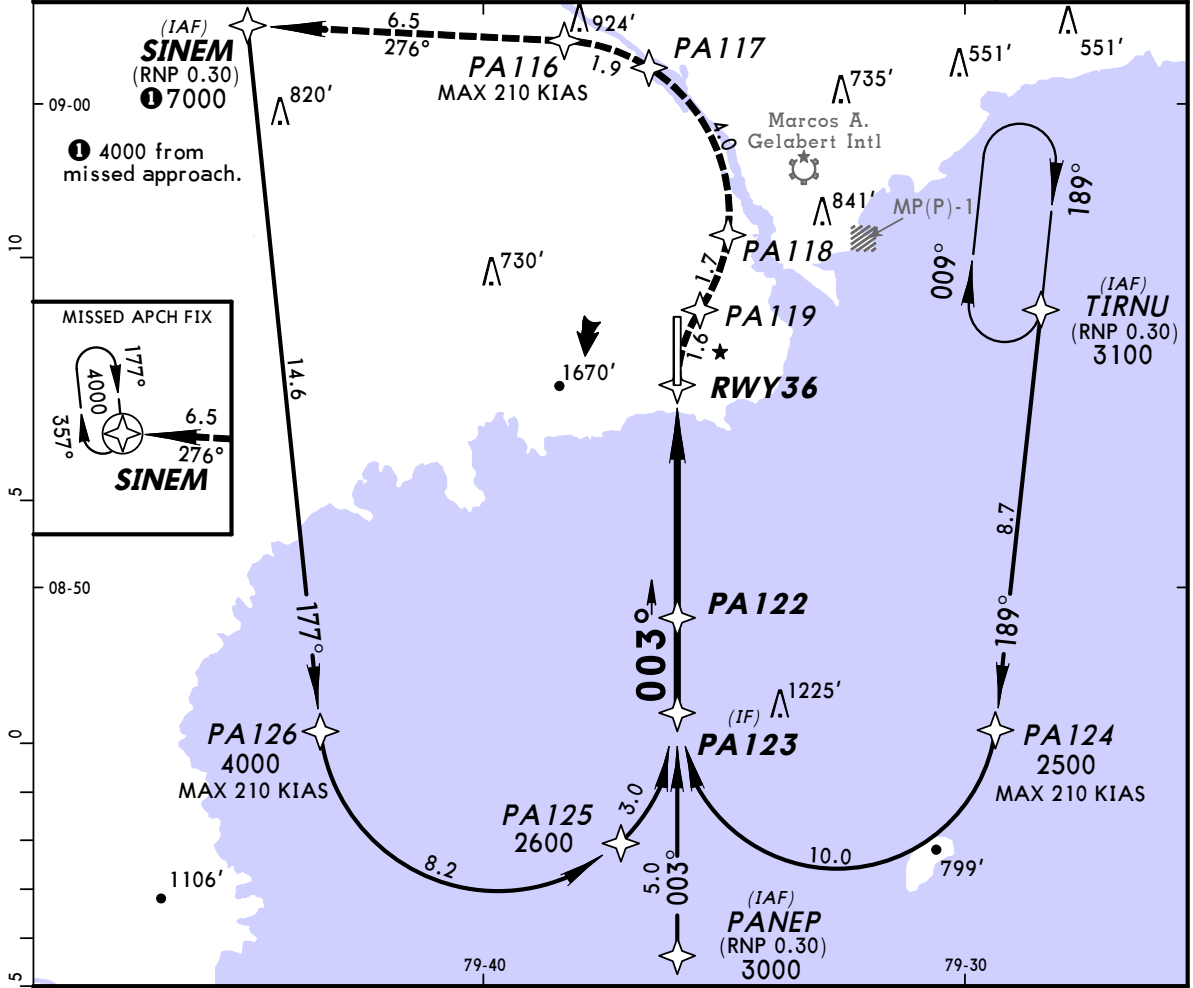 (IAF)
SINEM
(RNP 0.30)
❶ 7000
❶ 4000 from
missed approach.
6.5
276°
924'
PA116
MAX 210 KIAS
1.9
PA117
4.0
820'
735'
551'
551'
Marcos A.
Gelabert Intl
841'
MP(P)-1
189°
009°
(IAF)
TIRNU
(RNP 0.30)
3100
09-00
10
730'
PA118
1.7
PA119
1.6
1670'
RWY36
MISSED APCH FIX
177°
4000
357°
6.5
276°
SINEM
14.6
8.7
5
08-50
177°
003°
PA122
189°
1225'
(IF)
PA123
0
PA126
4000
MAX 210 KIAS
PA124
2500
MAX 210 KIAS
PA125
2600
3.0
8.2
10.0
799'
1106'
5.0
003°
(IAF)
PANEP
(RNP 0.30)
3000
5
79-40
79-30